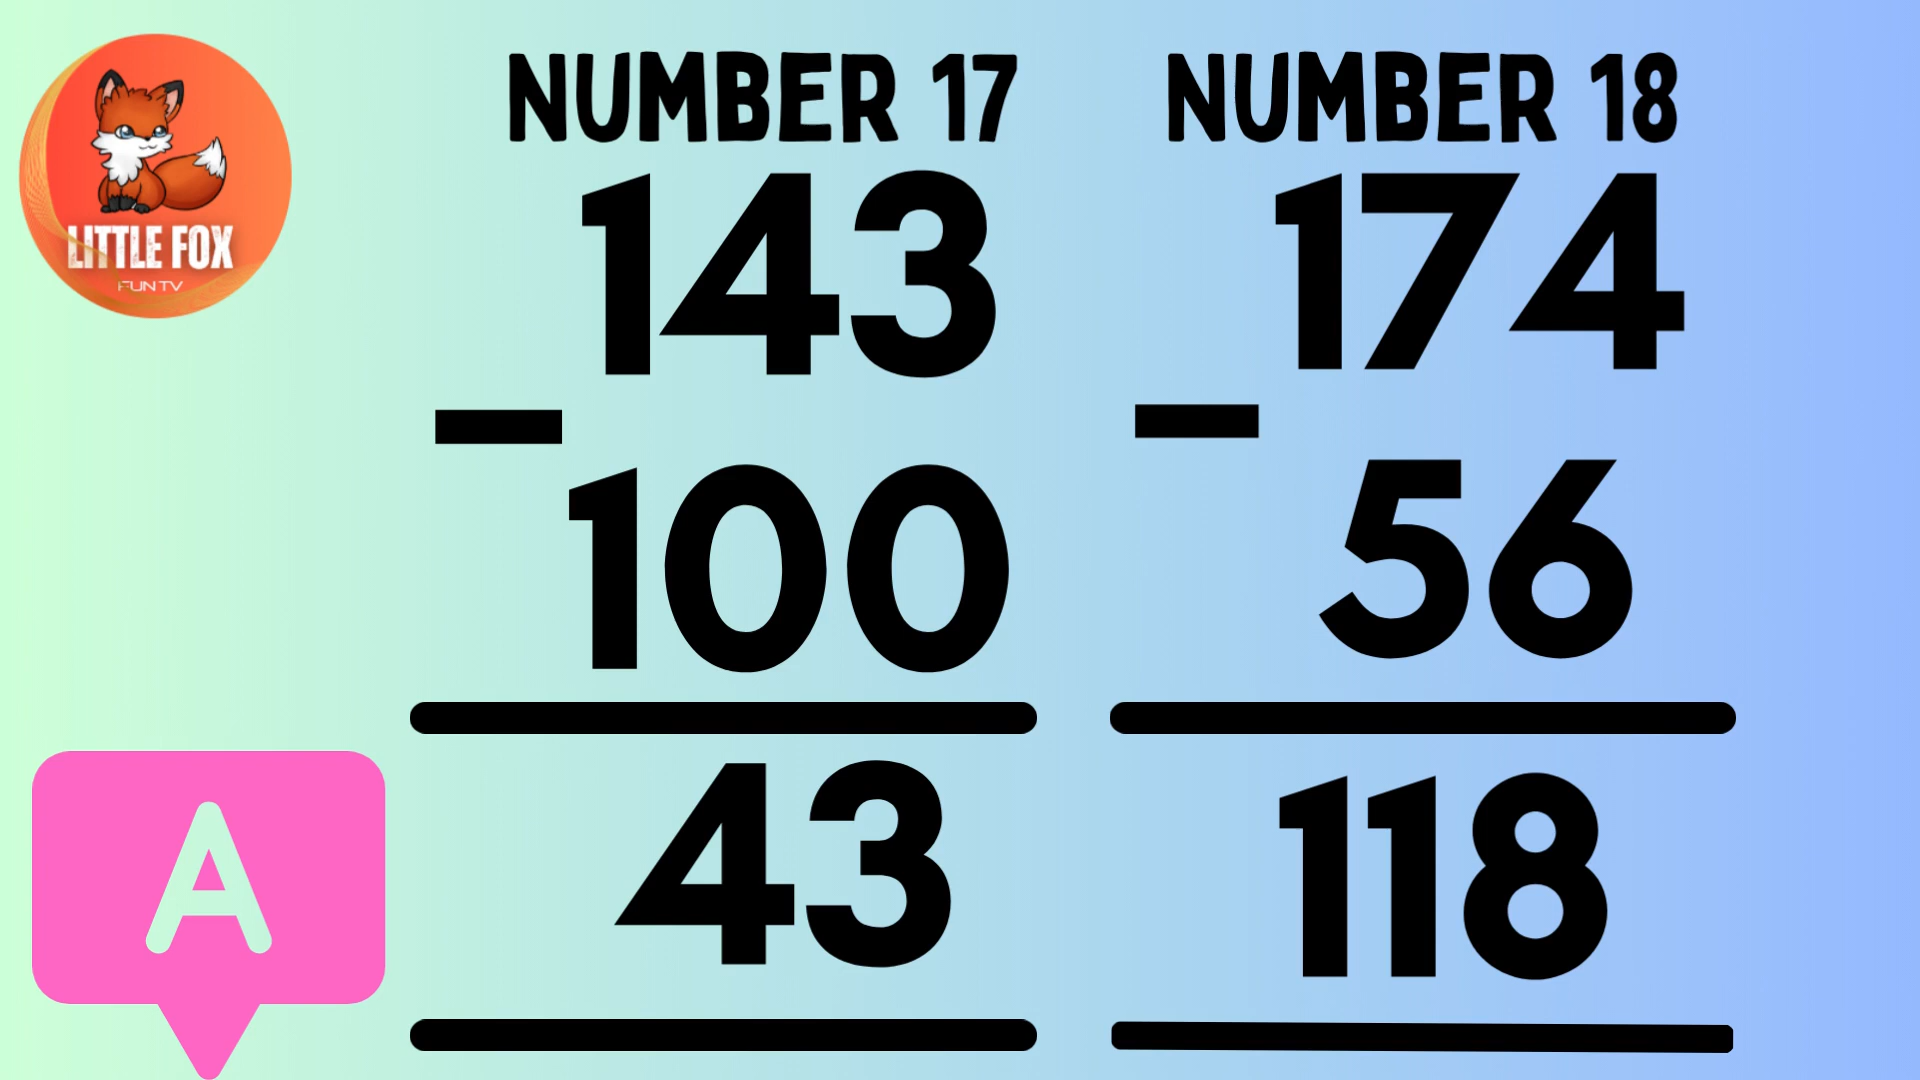 LITTLE FOX
FUN TV
NUMBER 17
143
–
100
43
NUMBER 18
174
–
56
118
A